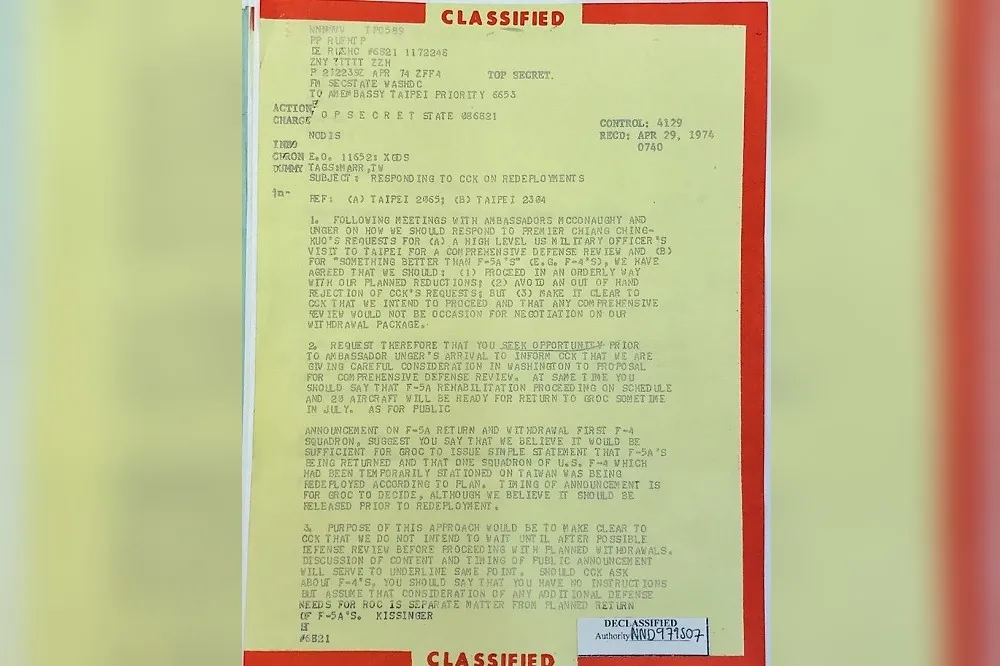 CLASSIFIED
PP RUEHTP
DE RUEHC #6821 1172248
ZNY TTTTT ZZH
P 272239Z APR 74 ZFF4 TOP SECRET.
FM SECSTATE WASHDC
TO AMEMBASSY TAIPEI PRIORITY 6653
ACTION
CHARGE
T O P S E C R E T STATE 086821
CONTROL: 4129
RECD: APR 29, 1974
0740
NODIS
INFO
CHRON E.O. 11652: XGDS
DUMMY TAGS:MARR,TW
SUBJECT: RESPONDING TO CCK ON REDEPLOYMENTS
REF: (A) TAIPEI 2065; (B) TAIPEI 2304
1. FOLLOWING MEETINGS WITH AMBASSADORS MCCONAUGHY AND
UNGER ON HOW WE SHOULD RESPOND TO PREMIER CHIANG CHING-
KUO'S REQUESTS FOR (A) A HIGH LEVEL US MILITARY OFFICER'S
VISIT TO TAIPEI FOR A COMPREHENSIVE DEFENSE REVIEW AND (B)
FOR "SOMETHING BETTER THAN F-5A'S" (E.G. F-4'S), WE HAVE
AGREED THAT WE SHOULD: (1) PROCEED IN AN ORDERLY WAY
WITH OUR PLANNED REDUCTIONS; (2) AVOID AN OUT OF HAND
REJECTION OF CCK'S REQUESTS; BUT (3) MAKE IT CLEAR TO
CCK THAT WE INTEND TO PROCEED AND THAT ANY COMPREHENSIVE
REVIEW WOULD NOT BE OCCASION FOR NEGOTIATION ON OUR
WITHDRAWAL PACKAGE.
2. REQUEST THEREFORE THAT YOU SEEK OPPORTUNITY PRIOR
TO AMBASSADOR UNGER'S ARRIVAL TO INFORM CCK THAT WE ARE
GIVING CAREFUL CONSIDERATION IN WASHINGTON TO PROPOSAL
FOR COMPREHENSIVE DEFENSE REVIEW. AT SAME TIME YOU
SHOULD SAY THAT F-5A REHABILITATION PROCEEDING ON SCHEDULE
AND 20 AIRCRAFT WILL BE READY FOR RETURN TO GROC SOMETIME
IN JULY. AS FOR PUBLIC
ANNOUNCEMENT ON F-5A RETURN AND WITHDRAWAL FIRST F-4
SQUADRON, SUGGEST YOU SAY THAT WE BELIEVE IT WOULD BE
SUFFICIENT FOR GROC TO ISSUE SIMPLE STATEMENT THAT F-5A'S
BEING RETURNED AND THAT ONE SQUADRON OF U.S. F-4 WHICH
HAD BEEN TEMPORARILY STATIONED ON TAIWAN WAS BEING
REDEPLOYED ACCORDING TO PLAN. TIMING OF ANNOUNCEMENT IS
FOR GROC TO DECIDE, ALTHOUGH WE BELIEVE IT SHOULD BE
RELEASED PRIOR TO REDEPLOYMENT.
3. PURPOSE OF THIS APPROACH WOULD BE TO MAKE CLEAR TO
CCK THAT WE DO NOT INTEND TO WAIT UNTIL AFTER POSSIBLE
DEFENSE REVIEW BEFORE PROCEEDING WITH PLANNED WITHDRAWALS.
DISCUSSION OF CONTENT AND TIMING OF PUBLIC ANNOUNCEMENT
WILL SERVE TO UNDERLINE SAME POINT. SHOULD CCK ASK
ABOUT F-4'S, YOU SHOULD SAY THAT YOU HAVE NO INSTRUCTIONS
BUT ASSUME THAT CONSIDERATION OF ANY ADDITIONAL DEFENSE
NEEDS FOR ROC IS SEPARATE MATTER FROM PLANNED RETURN
OF F-5A'S. KISSINGER
BT
#6821
DECLASSIFIED
Authority NND979507
CLASSIFIED